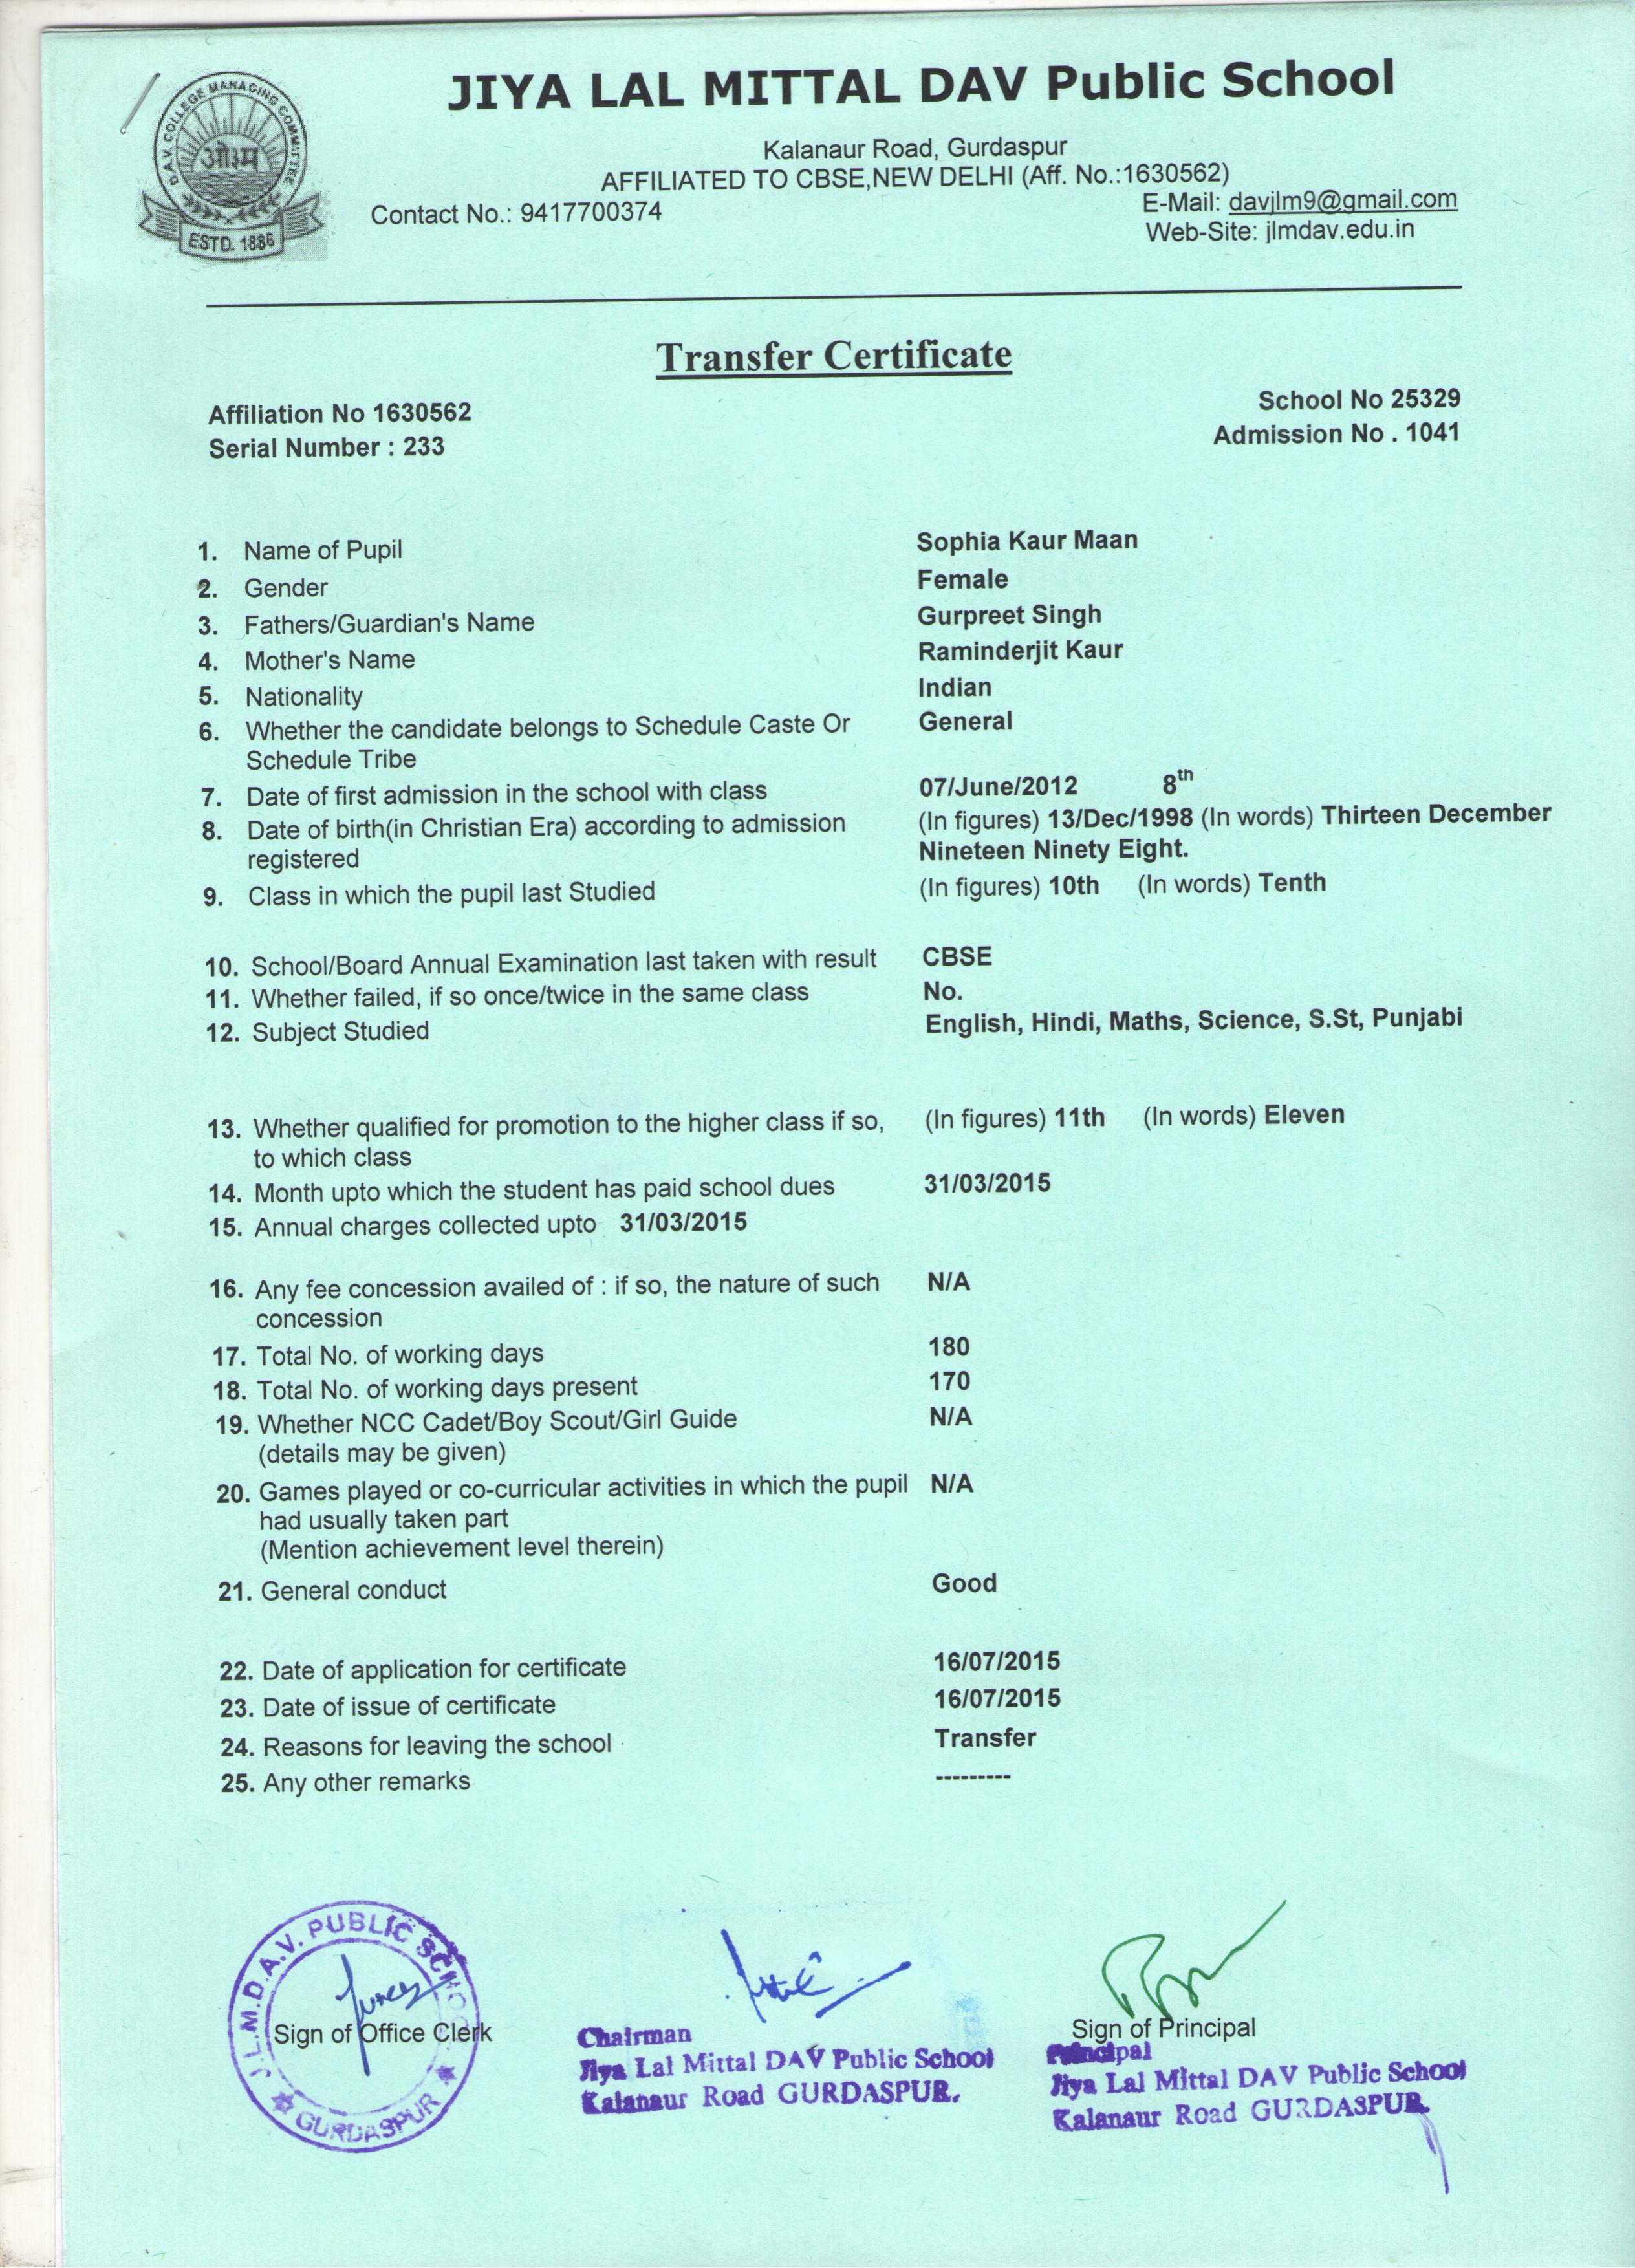 D.A.V. COLLEGE MANAGING COMMITTEE
ओ३म
ESTD. 1886
JIYA LAL MITTAL DAV Public School
Kalanaur Road, Gurdaspur
AFFILIATED TO CBSE,NEW DELHI (Aff. No.:1630562)
Contact No.: 9417700374 E-Mail: davjlm9@gmail.com
Web-Site: jlmdav.edu.in
Transfer Certificate
Affiliation No 1630562 School No 25329
Serial Number : 233 Admission No . 1041
1. Name of Pupil Sophia Kaur Maan
2. Gender Female
3. Fathers/Guardian's Name Gurpreet Singh
4. Mother's Name Raminderjit Kaur
5. Nationality Indian
6. Whether the candidate belongs to Schedule Caste Or General
Schedule Tribe
7. Date of first admission in the school with class 07/June/2012 8th
8. Date of birth(in Christian Era) according to admission (In figures) 13/Dec/1998 (In words) Thirteen December
registered Nineteen Ninety Eight.
9. Class in which the pupil last Studied (In figures) 10th (In words) Tenth
10. School/Board Annual Examination last taken with result CBSE
11. Whether failed, if so once/twice in the same class No.
12. Subject Studied English, Hindi, Maths, Science, S.St, Punjabi
13. Whether qualified for promotion to the higher class if so, (In figures) 11th (In words) Eleven
to which class
14. Month upto which the student has paid school dues 31/03/2015
15. Annual charges collected upto 31/03/2015
16. Any fee concession availed of : if so, the nature of such N/A
concession
17. Total No. of working days 180
18. Total No. of working days present 170
19. Whether NCC Cadet/Boy Scout/Girl Guide N/A
(details may be given)
20. Games played or co-curricular activities in which the pupil N/A
had usually taken part
(Mention achievement level therein)
21. General conduct Good
22. Date of application for certificate 16/07/2015
23. Date of issue of certificate 16/07/2015
24. Reasons for leaving the school Transfer
25. Any other remarks ---------
J.L.M.D.A.V. PUBLIC SCHOOL
GURDASPUR
Sign of Office Clerk
Chairman
Jiya Lal Mittal DAV Public School
Kalanaur Road GURDASPUR.
Sign of Principal
Principal
Jiya Lal Mittal DAV Public School
Kalanaur Road GURDASPUR.